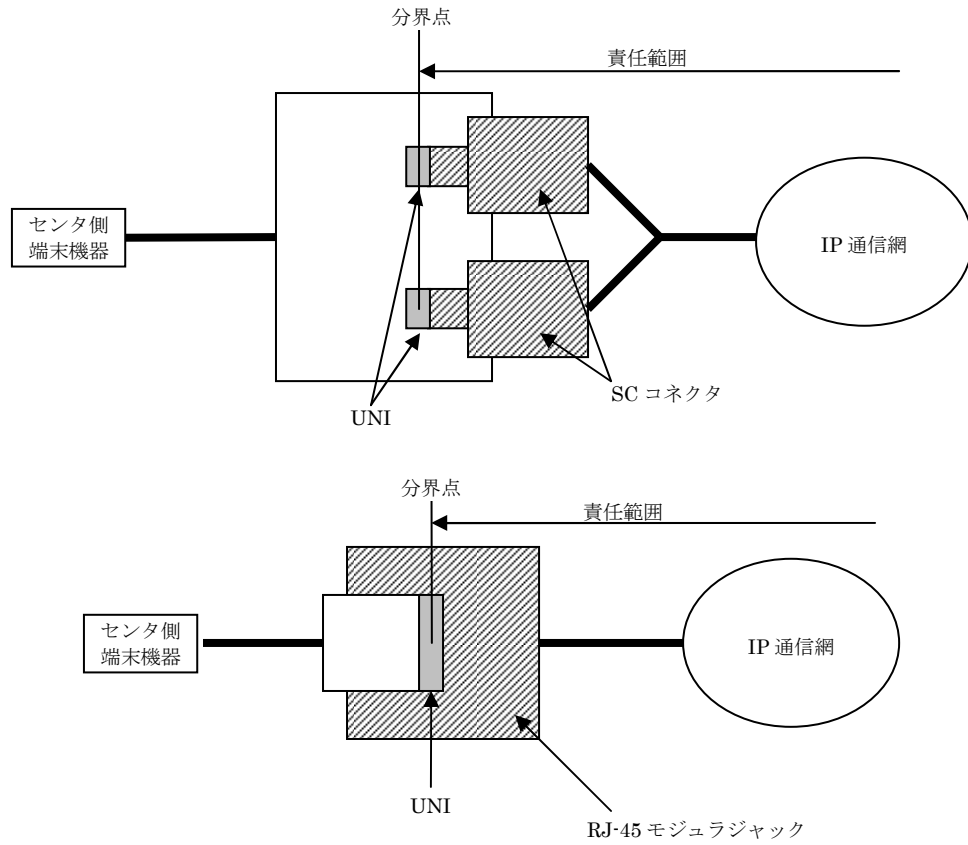 分界点
責任範囲
センタ側
端末機器
IP 通信網
SC コネクタ
UNI
分界点
責任範囲
センタ側
端末機器
IP 通信網
UNI
RJ-45 モジュラジャック